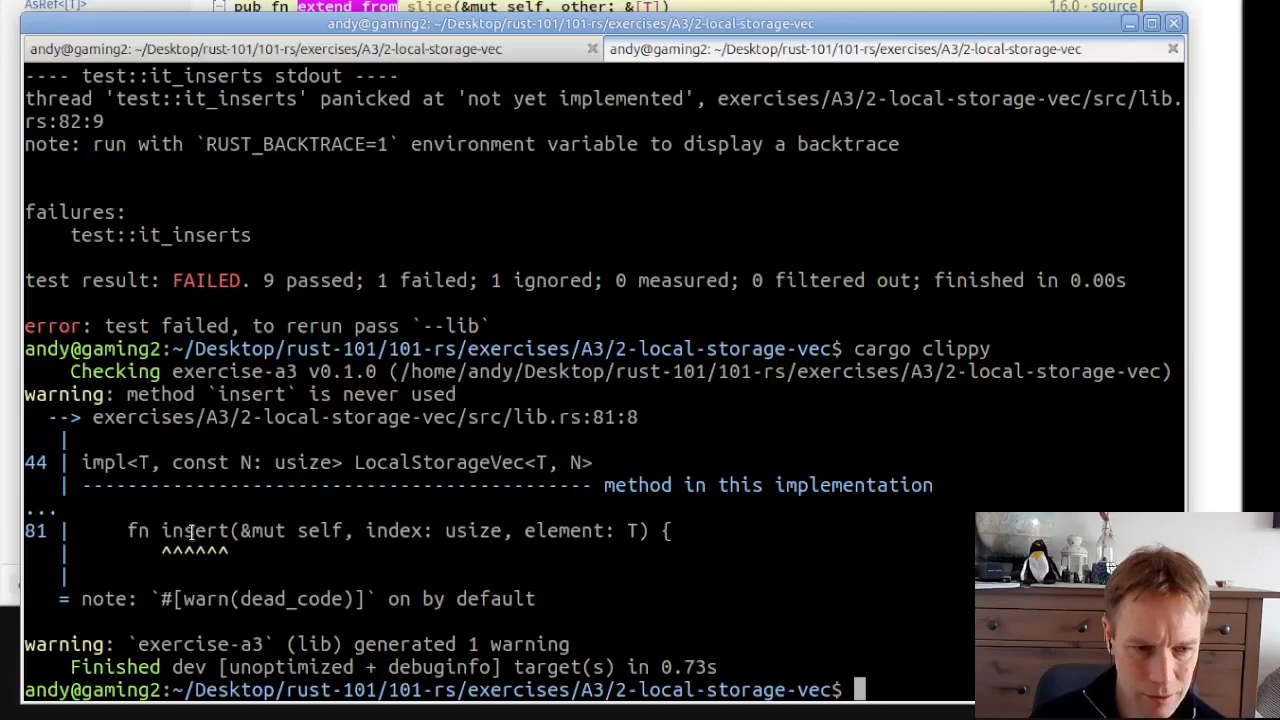 AsRef<[T]>
[-] pub fn extend_from_slice(&mut self, other: &[T])
1.6.0 · source
andy@gaming2: ~/Desktop/rust-101/101-rs/exercises/A3/2-local-storage-vec
andy@gaming2: ~/Desktop/rust-101/101-rs/exercises/A3/2-local-storage-vec
andy@gaming2: ~/Desktop/rust-101/101-rs/exercises/A3/2-local-storage-vec
---- test::it_inserts stdout ----
thread 'test::it_inserts' panicked at 'not yet implemented', exercises/A3/2-local-storage-vec/src/lib.
rs:82:9
note: run with `RUST_BACKTRACE=1` environment variable to display a backtrace
failures:
    test::it_inserts
test result: FAILED. 9 passed; 1 failed; 1 ignored; 0 measured; 0 filtered out; finished in 0.00s
error: test failed, to rerun pass `--lib`
andy@gaming2:~/Desktop/rust-101/101-rs/exercises/A3/2-local-storage-vec$ cargo clippy
    Checking exercise-a3 v0.1.0 (/home/andy/Desktop/rust-101/101-rs/exercises/A3/2-local-storage-vec)
warning: method `insert` is never used
  --> exercises/A3/2-local-storage-vec/src/lib.rs:81:8
   |
44 | impl<T, const N: usize> LocalStorageVec<T, N>
   | --------------------------------------------- method in this implementation
...
81 |     fn insert(&mut self, index: usize, element: T) {
   |        ^^^^^^
   |
   = note: `#[warn(dead_code)]` on by default
warning: `exercise-a3` (lib) generated 1 warning
    Finished dev [unoptimized + debuginfo] target(s) in 0.73s
andy@gaming2:~/Desktop/rust-101/101-rs/exercises/A3/2-local-storage-vec$